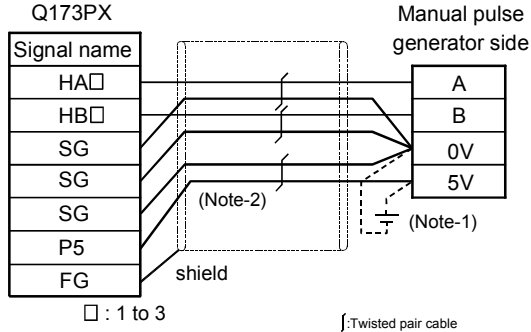 Q173PX
Manual pulse
generator side
Signal name
HA□
HB□
SG
SG
SG
P5
FG
A
B
0V
5V
(Note-2)
(Note-1)
shield
□ : 1 to 3
⌠:Twisted pair cable